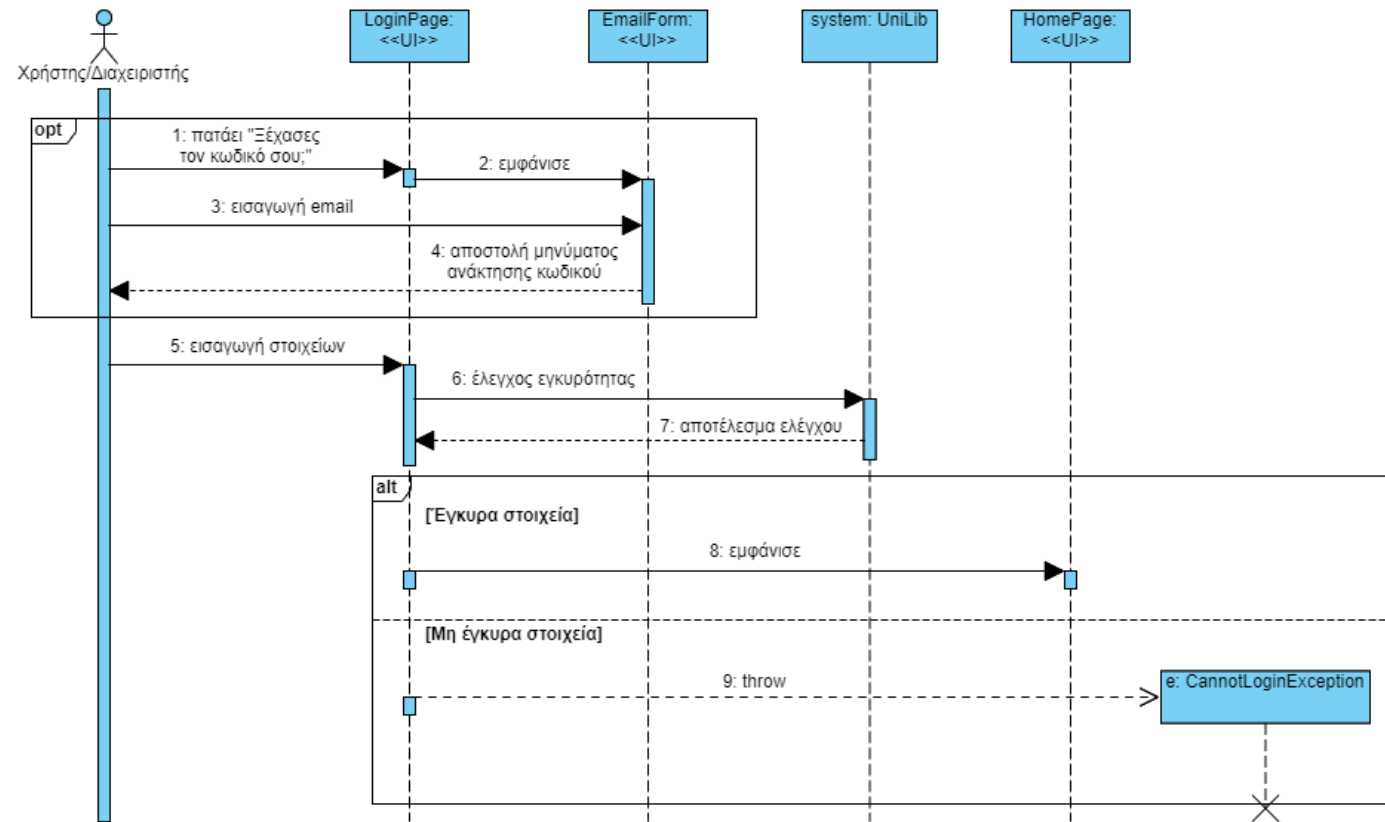 LoginPage:
<<UI>>
EmailForm:
<<UI>>
system: UniLib
HomePage:
<<UI>>
Χρήστης/Διαχειριστής
opt
1: πατάει "Ξέχασες
τον κωδικό σου;"
2: εμφάνισε
3: εισαγωγή email
4: αποστολή μηνύματος
ανάκτησης κωδικού
5: εισαγωγή στοιχείων
6: έλεγχος εγκυρότητας
7: αποτέλεσμα ελέγχου
alt
[Έγκυρα στοιχεία]
8: εμφάνισε
[Μη έγκυρα στοιχεία]
9: throw
e: CannotLoginException